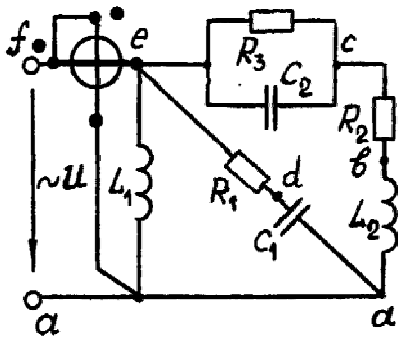 f e R₃ c
C₂
R₂
~u L₁ R₁ d b
C₁ L₂
a a